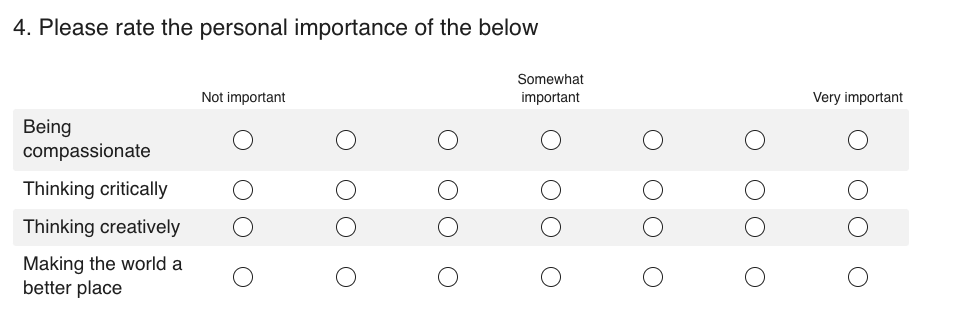 4. Please rate the personal importance of the below
Somewhat
Not important important Very important
Being
compassionate
Thinking critically
Thinking creatively
Making the world a
better place